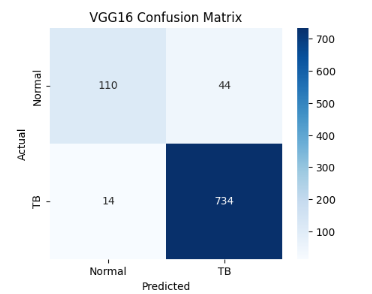 VGG16 Confusion Matrix
Actual
Normal
110
44
TB
14
734
Normal
TB
Predicted
700
600
500
400
300
200
100